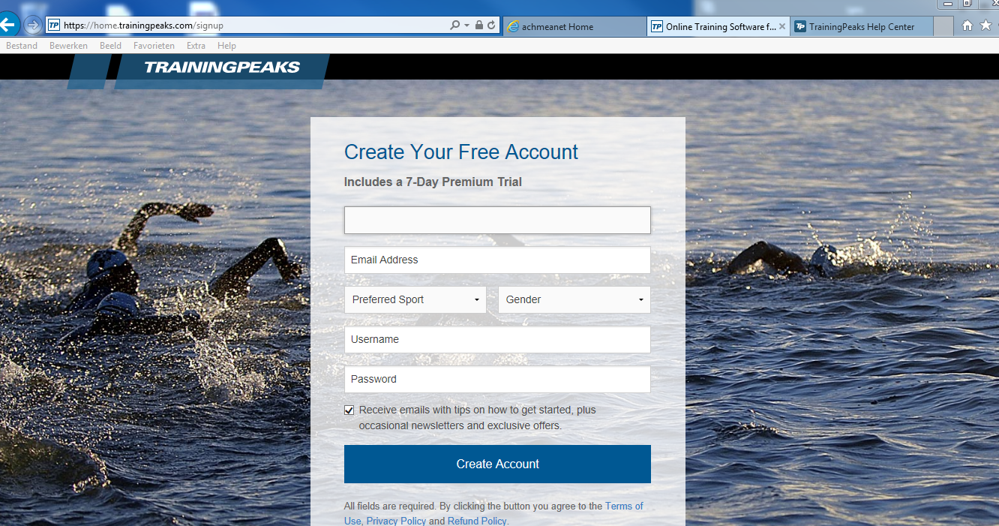 TP https://home.trainingpeaks.com/signup
achmeanet Home
TP Online Training Software f...
TP TrainingPeaks Help Center
Bestand Bewerken Beeld Favorieten Extra Help
TRAININGPEAKS
Create Your Free Account
Includes a 7-Day Premium Trial
Email Address
Preferred Sport
Gender
Username
Password
Receive emails with tips on how to get started, plus
occasional newsletters and exclusive offers.
Create Account
All fields are required. By clicking the button you agree to the Terms of
Use, Privacy Policy and Refund Policy.